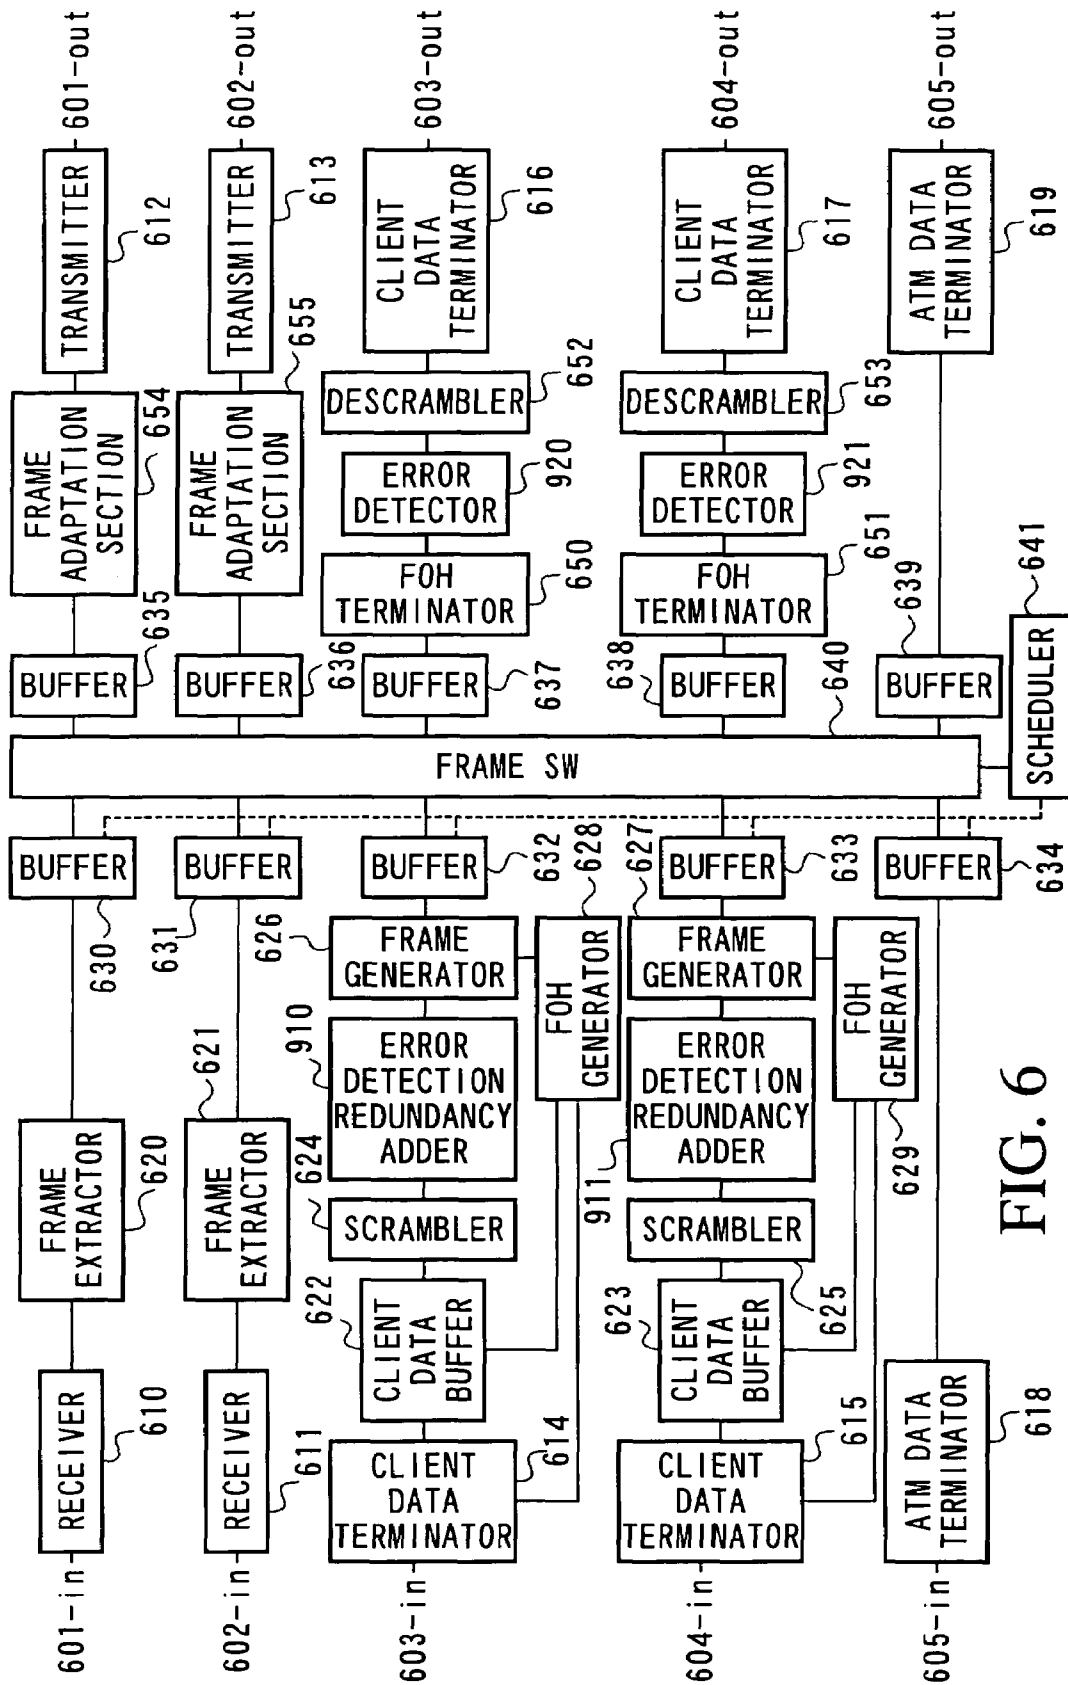 601-in
RECEIVER
610
FRAME
EXTRACTOR
620
BUFFER
630
BUFFER
635
FRAME
ADAPTATION
SECTION
654
TRANSMITTER
612
601-out
602-in
RECEIVER
611
FRAME
EXTRACTOR
621
BUFFER
631
BUFFER
636
FRAME
ADAPTATION
SECTION
655
TRANSMITTER
613
602-out
603-in
CLIENT
DATA
TERMINATOR
614
CLIENT
DATA
BUFFER
622
SCRAMBLER
624
ERROR
DETECTION
REDUNDANCY
ADDER
910
FRAME
GENERATOR
626
FOH
GENERATOR
628
BUFFER
632
FRAME SW
640
BUFFER
637
FOH
TERMINATOR
650
ERROR
DETECTOR
920
DESCRAMBLER
652
CLIENT
DATA
TERMINATOR
616
603-out
604-in
CLIENT
DATA
TERMINATOR
615
CLIENT
DATA
BUFFER
623
SCRAMBLER
625
ERROR
DETECTION
REDUNDANCY
ADDER
911
FRAME
GENERATOR
627
FOH
GENERATOR
629
BUFFER
633
BUFFER
638
FOH
TERMINATOR
651
ERROR
DETECTOR
921
DESCRAMBLER
653
CLIENT
DATA
TERMINATOR
617
604-out
605-in
ATM DATA
TERMINATOR
618
BUFFER
634
BUFFER
639
ATM DATA
TERMINATOR
619
605-out
SCHEDULER
641
FIG. 6